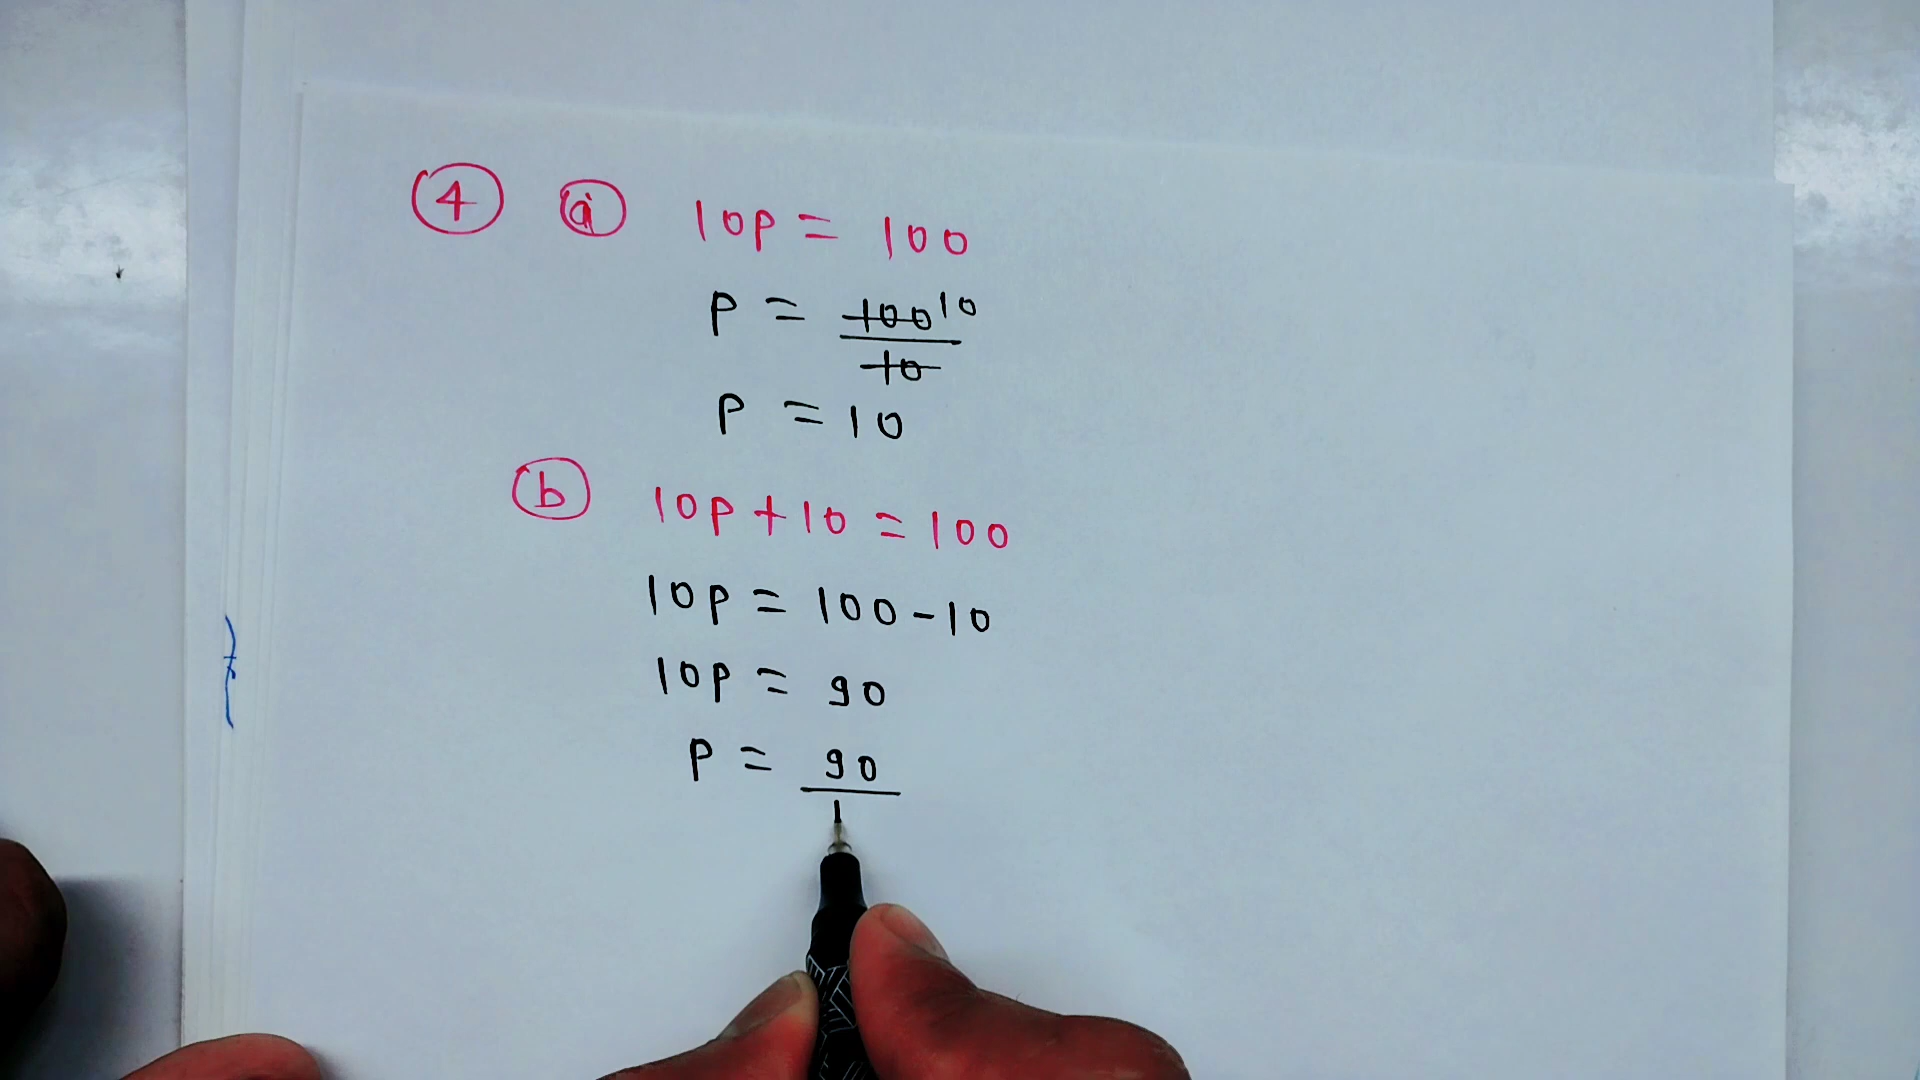 4 a 10p = 100
p = 100 10
10
p = 10
b 10p + 10 = 100
10p = 100 - 10
10p = 90
p = 90
1